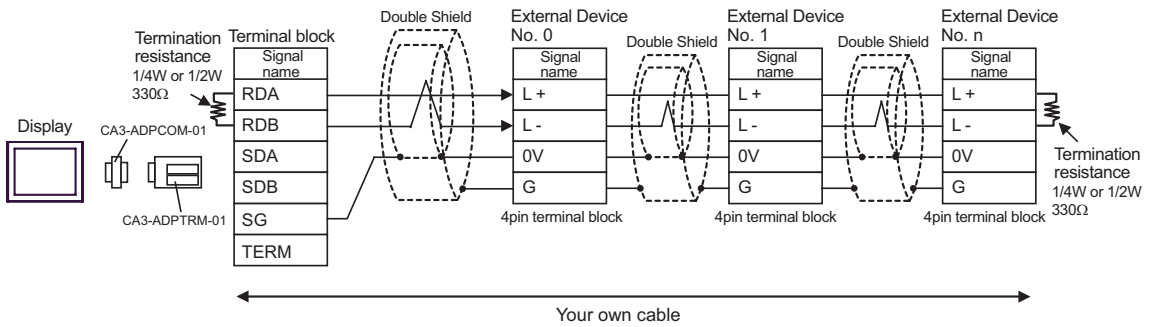 Display
CA3-ADPCOM-01
CA3-ADPTRM-01
Termination
resistance
1/4W or 1/2W
330Ω
Terminal block
Signal
name
RDA
RDB
SDA
SDB
SG
TERM
Double Shield
External Device
No. 0
Signal
name
L +
L -
0V
G
4pin terminal block
Double Shield
External Device
No. 1
Signal
name
L +
L -
0V
G
4pin terminal block
Double Shield
External Device
No. n
Signal
name
L +
L -
0V
G
4pin terminal block
Termination
resistance
1/4W or 1/2W
330Ω
Your own cable